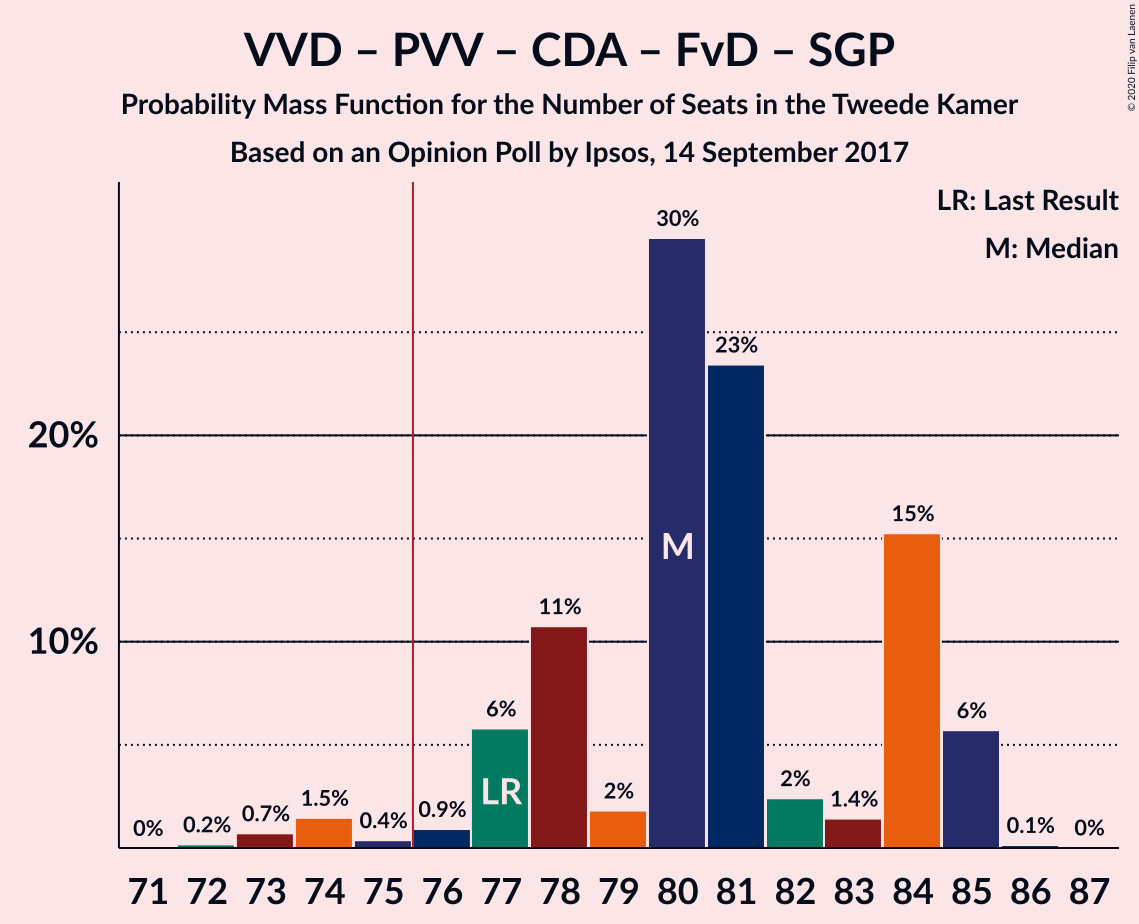 VVD – PVV – CDA – FvD – SGP
Probability Mass Function for the Number of Seats in the Tweede Kamer
Based on an Opinion Poll by Ipsos, 14 September 2017
© 2020 Filip van Laenen
LR: Last Result
M: Median
20%
10%
0%
0.2%
0.7%
1.5%
0.4%
0.9%
6%
11%
2%
30%
23%
2%
1.4%
15%
6%
0.1%
0%
LR
M
71 72 73 74 75 76 77 78 79 80 81 82 83 84 85 86 87